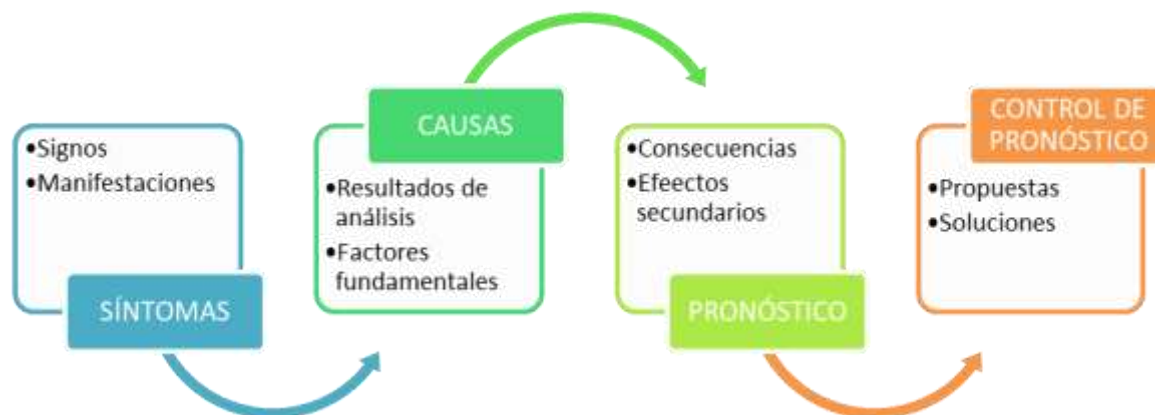 •Signos
•Manifestaciones
SÍNTOMAS
CAUSAS
•Resultados de
análisis
•Factores
fundamentales
•Consecuencias
•Efeectos
secundarios
PRONÓSTICO
CONTROL DE
PRONÓSTICO
•Propuestas
•Soluciones